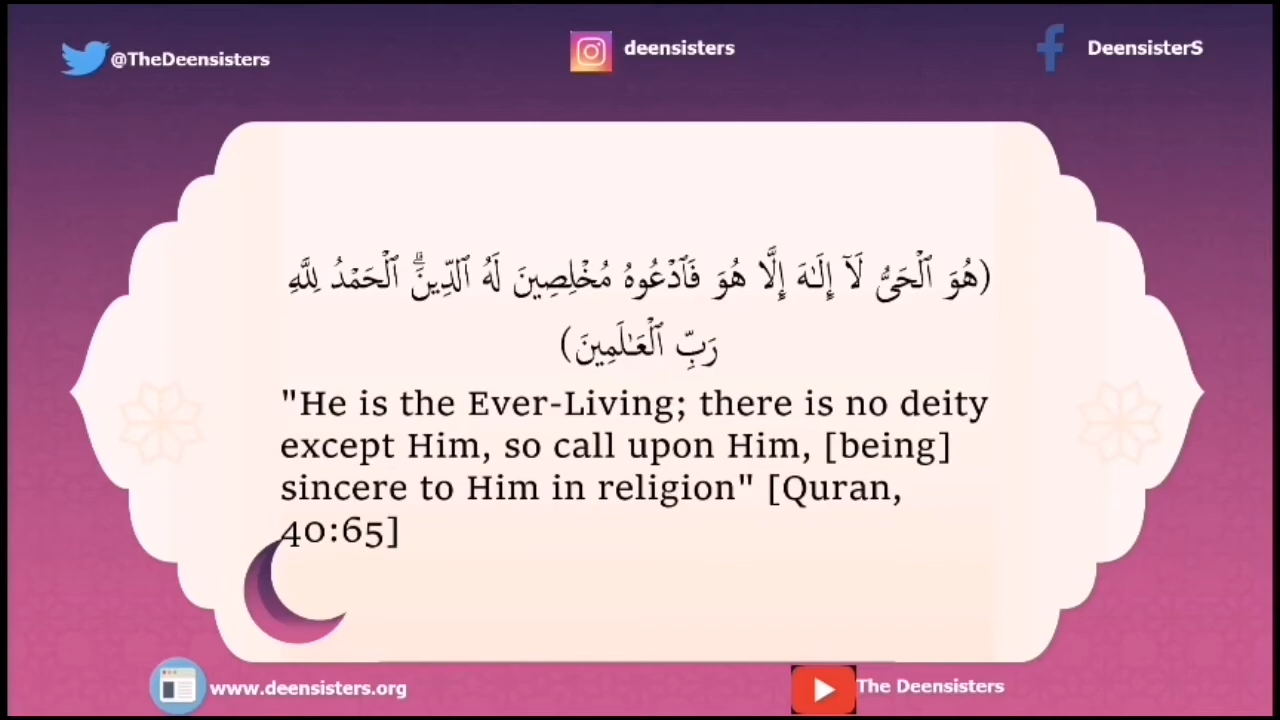 @TheDeensisters
deensisters
DeensisterS
(هُوَ ٱلۡحَىُّ لَآ إِلَـٰهَ إِلَّا هُوَ فَٱدۡعُوهُ مُخۡلِصِينَ لَهُ ٱلدِّينَۗ ٱلۡحَمۡدُ لِلَّهِ
رَبِّ ٱلۡعَـٰلَمِينَ)
"He is the Ever-Living; there is no deity
except Him, so call upon Him, [being]
sincere to Him in religion" [Quran,
40:65]
www.deensisters.org
The Deensisters